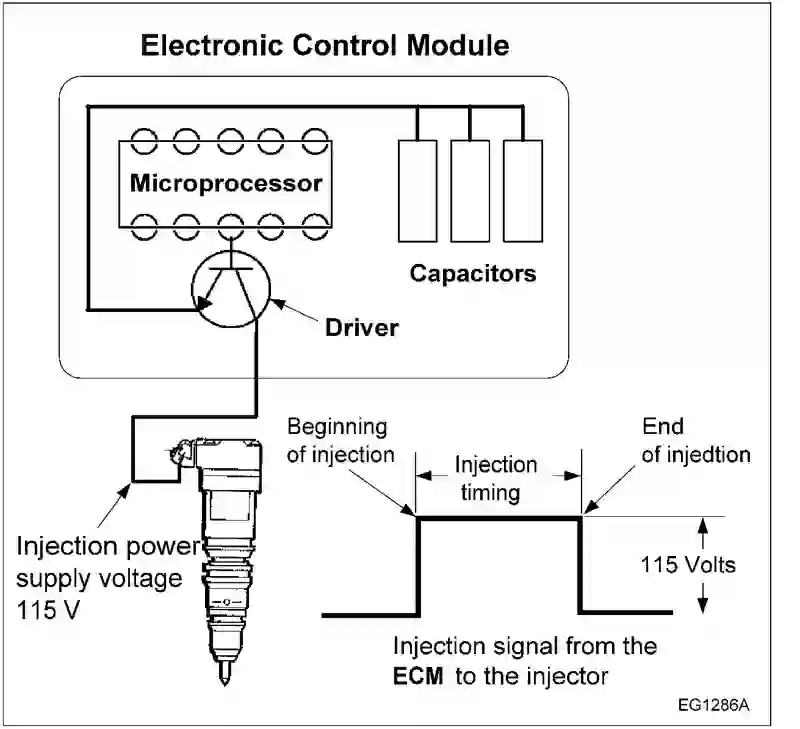 Electronic Control Module
Microprocessor
Capacitors
Driver
Beginning
of injection
Injection
timing
End
of injedtion
Injection power
supply voltage
115 V
115 Volts
Injection signal from the
ECM to the injector
EG1286A